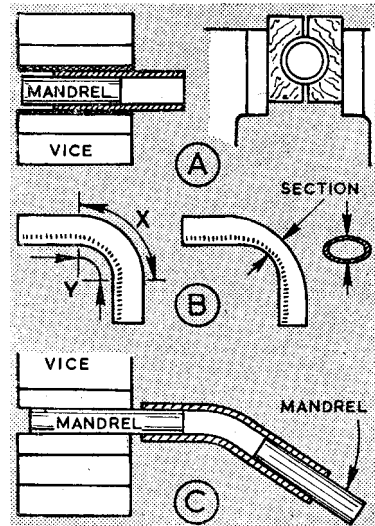 MANDREL
VICE
A
SECTION
X
Y
B
VICE
MANDREL
MANDREL
C